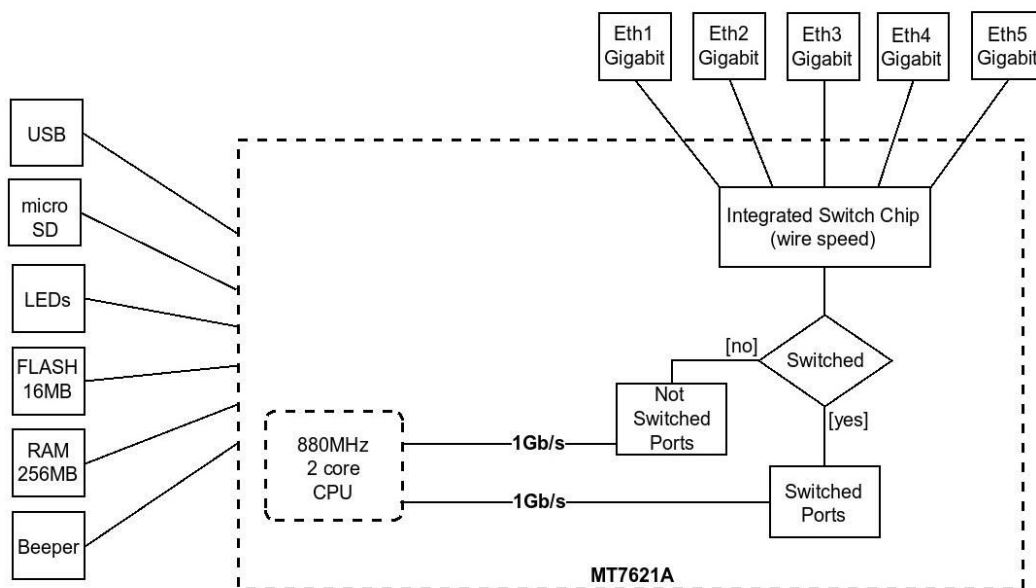 Eth1
Gigabit
Eth2
Gigabit
Eth3
Gigabit
Eth4
Gigabit
Eth5
Gigabit
USB
micro
SD
LEDs
FLASH
16MB
RAM
256MB
Beeper
Integrated Switch Chip
(wire speed)
Switched
[no]
[yes]
Not
Switched
Ports
880MHz
2 core
CPU
1Gb/s
1Gb/s
Switched
Ports
MT7621A